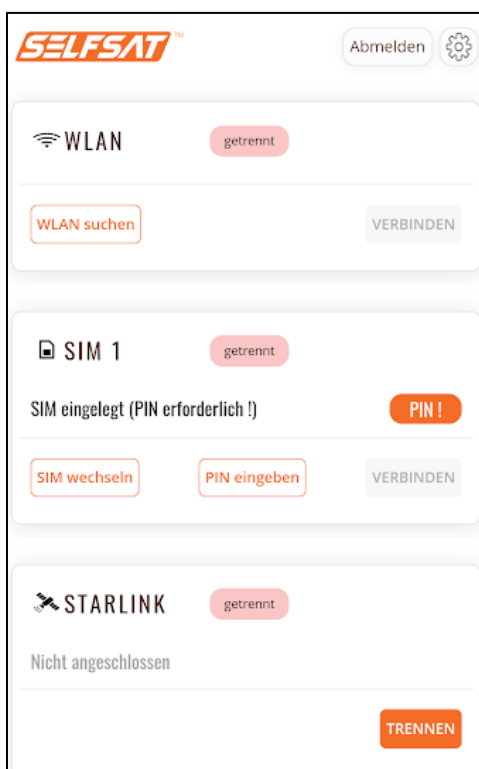 SELFSAT™ Abmelden
WLAN getrennt
WLAN suchen VERBINDEN
SIM 1 getrennt
SIM eingelegt (PIN erforderlich !) PIN !
SIM wechseln PIN eingeben VERBINDEN
STARLINK getrennt
Nicht angeschlossen
TRENNEN